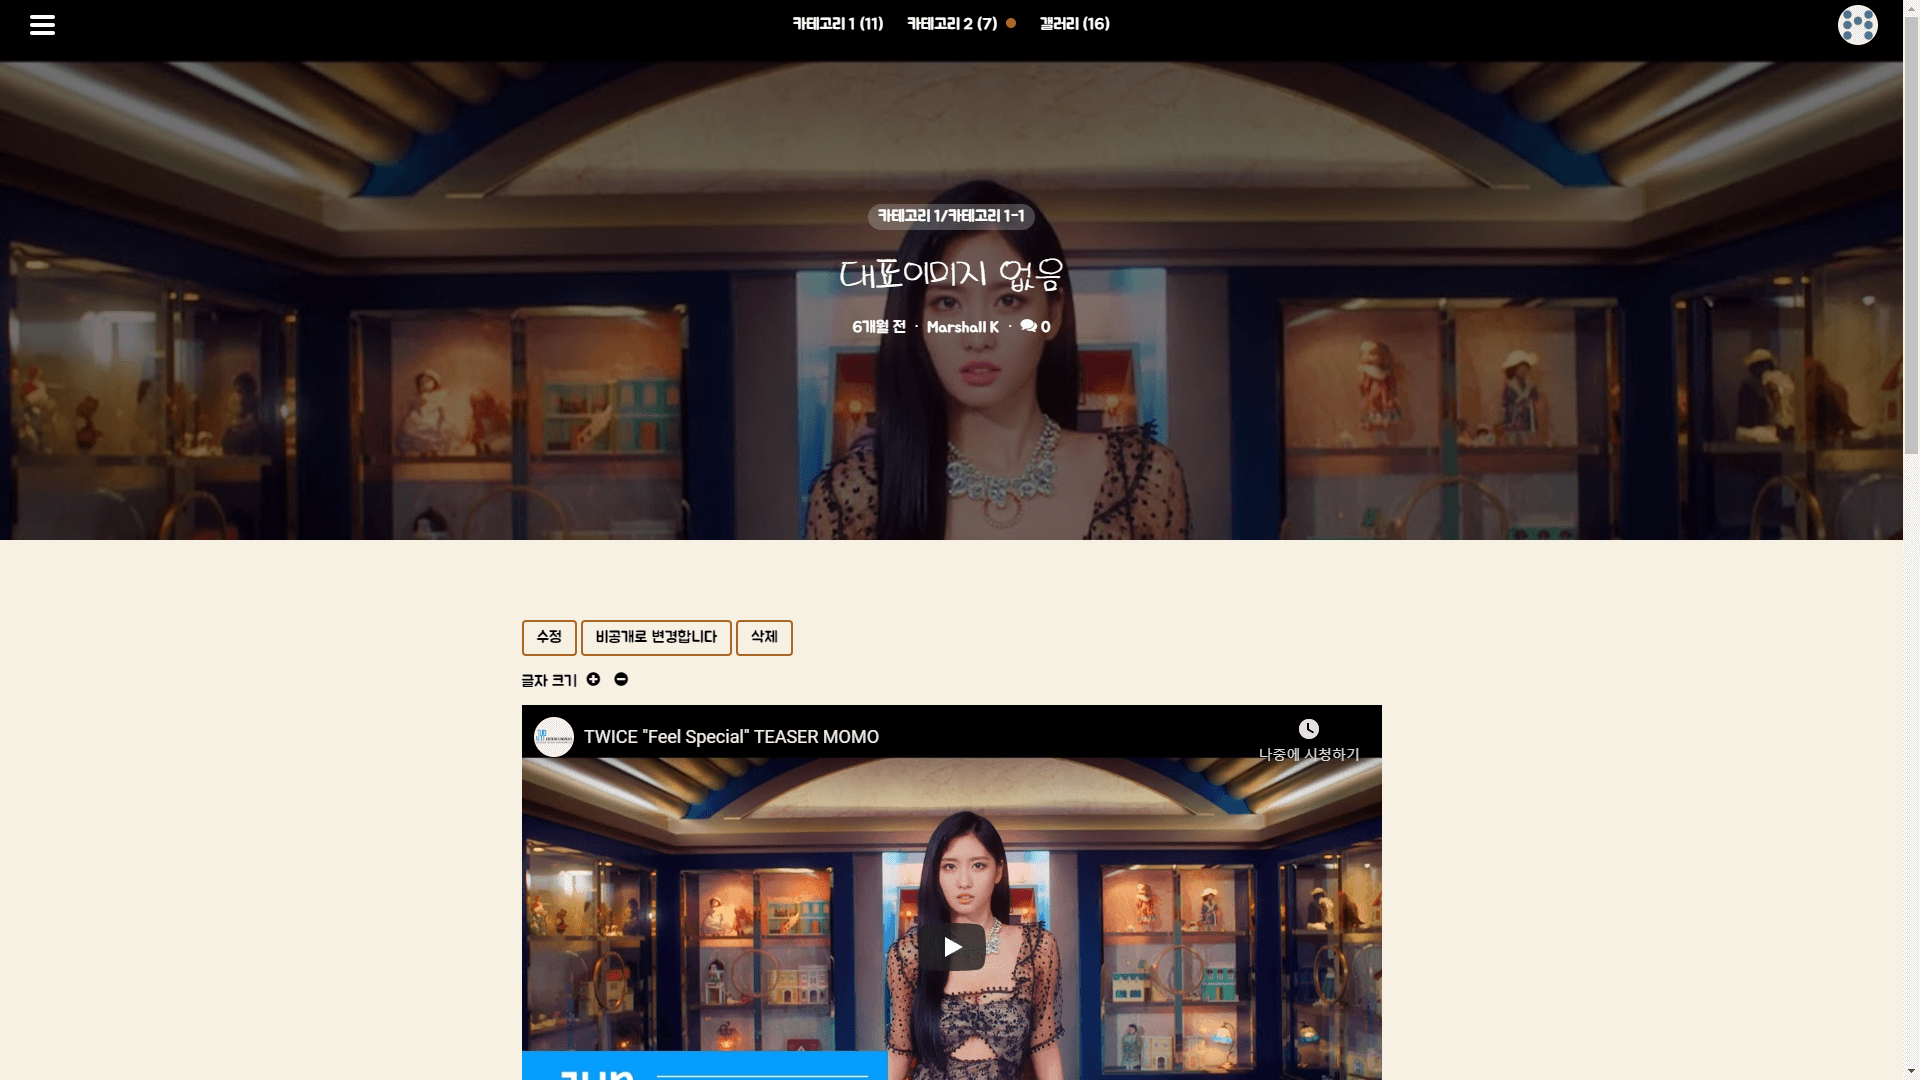 카테고리 1 (11) 카테고리 2 (7) 갤러리 (16)
카테고리 1/카테고리 1-1
대표이미지 없음
6개월 전 · Marshall K · 0
수정 비공개로 변경합니다 삭제
글자 크기
TWICE "Feel Special" TEASER MOMO
나중에 시청하기